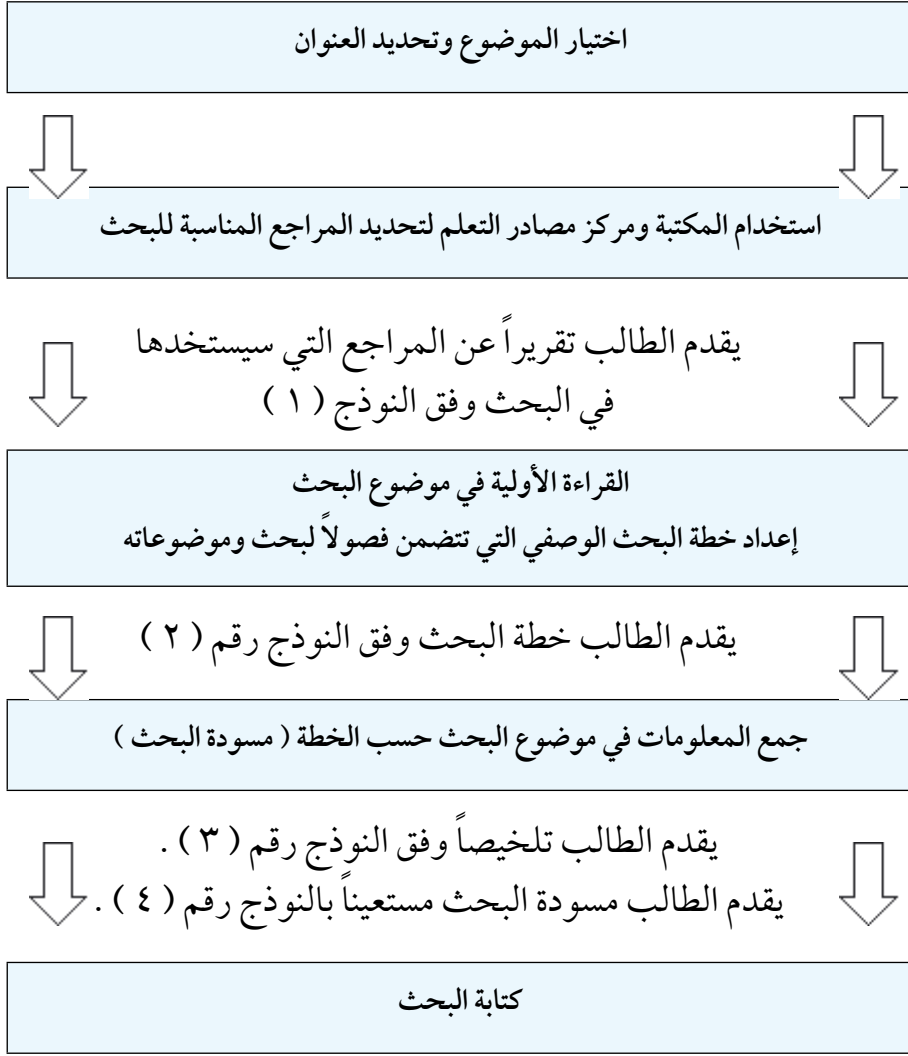 اختيار الموضوع وتحديد العنوان
استخدام المكتبة ومركز مصادر التعلم لتحديد المراجع المناسبة للبحث
يقدم الطالب تقريراً عن المراجع التي سيستخدها
في البحث وفق النوذج ( ١ )
القراءة الأولية في موضوع البحث
إعداد خطة البحث الوصفي التي تتضمن فصولاً لبحث وموضوعاته
يقدم الطالب خطة البحث وفق النوذج رقم ( ٢ )
جمع المعلومات في موضوع البحث حسب الخطة ( مسودة البحث )
يقدم الطالب تلخيصاً وفق النوذج رقم ( ٣ ) .
يقدم الطالب مسودة البحث مستعيناً بالنوذج رقم ( ٤ ) .
كتابة البحث